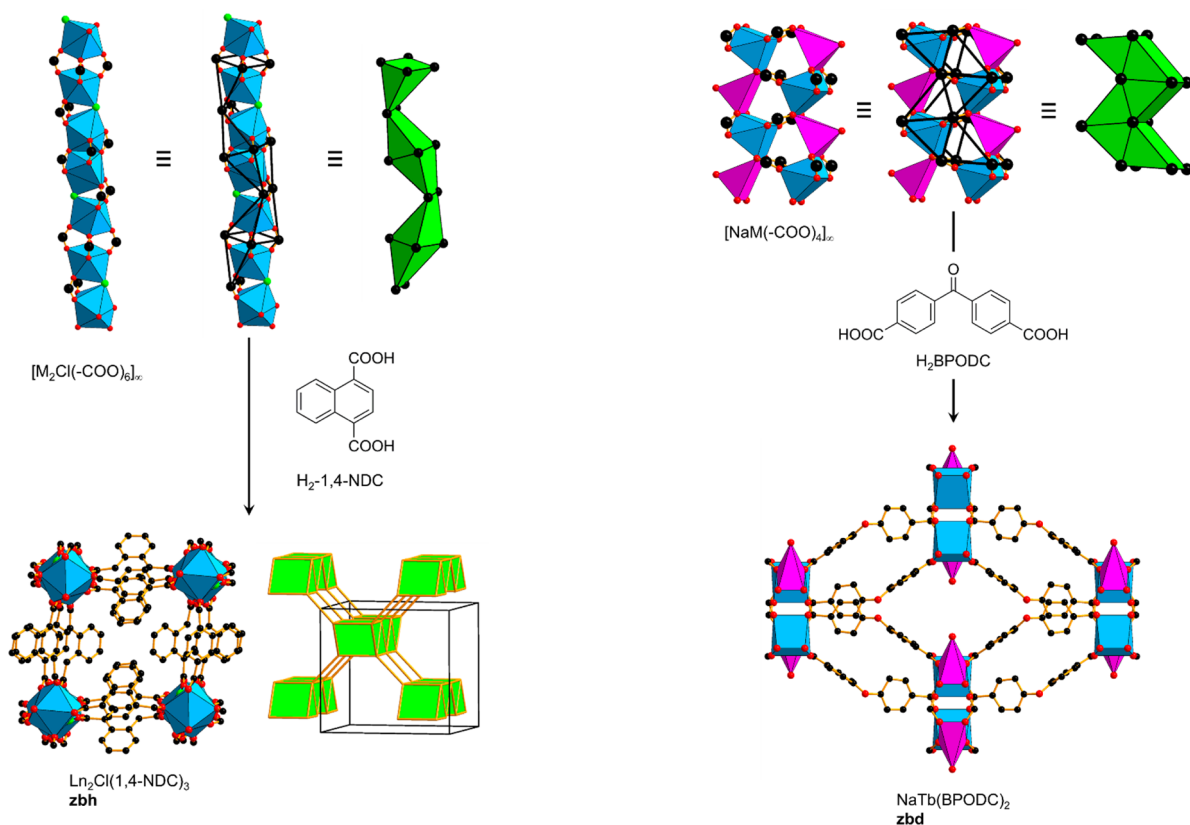 ≡
≡
[M₂Cl(-COO)₆]∞
COOH
COOH
H₂-1,4-NDC
Ln₂Cl(1,4-NDC)₃
zbh
≡
≡
[NaM(-COO)₄]∞
O
HOOC
COOH
H₂BPODC
NaTb(BPODC)₂
zbd